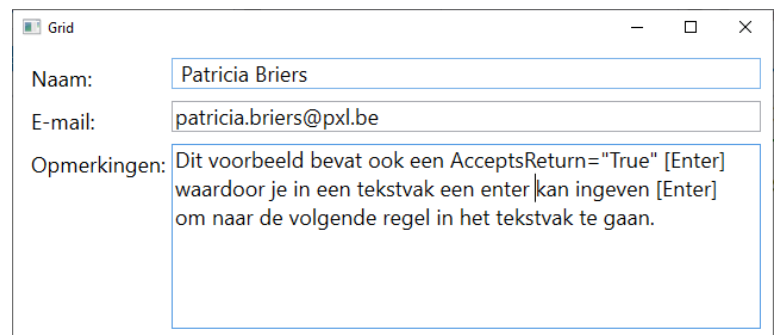 Grid
Naam:
Patricia Briers
E-mail:
patricia.briers@pxl.be
Opmerkingen:
Dit voorbeeld bevat ook een AcceptsReturn="True" [Enter]
waardoor je in een tekstvak een enter kan ingeven [Enter]
om naar de volgende regel in het tekstvak te gaan.